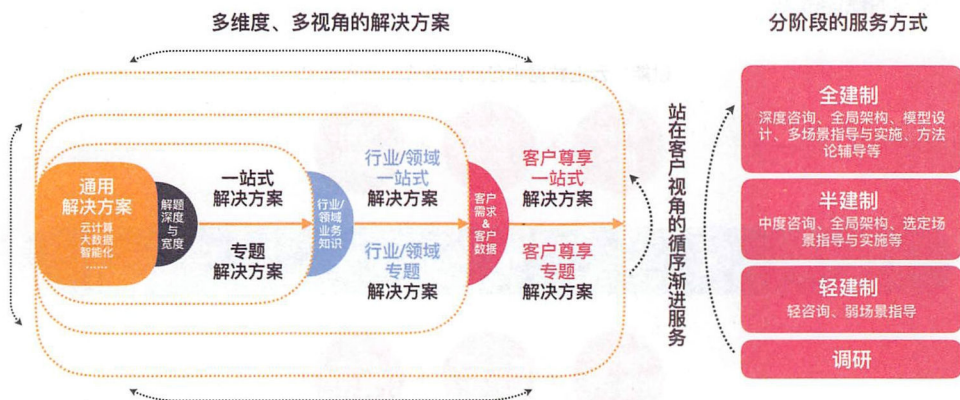 多维度、多视角的解决方案
分阶段的服务方式
通用
解决方案
云计算
大数据
智能化
……
解题
深度
与
宽度
一站式
解决方案
专题
解决方案
行业/
领域
业务
知识
行业/领域
一站式
解决方案
行业/领域
专题
解决方案
客户
需求
&
客户
数据
客户尊享
一站式
解决方案
客户尊享
专题
解决方案
站在客户视角的循序渐进服务
全建制
深度咨询、全局架构、模型设
计、多场景指导与实施、方法
论辅导等
半建制
中度咨询、全局架构、选定场
景指导与实施等
轻建制
轻咨询、弱场景指导
调研